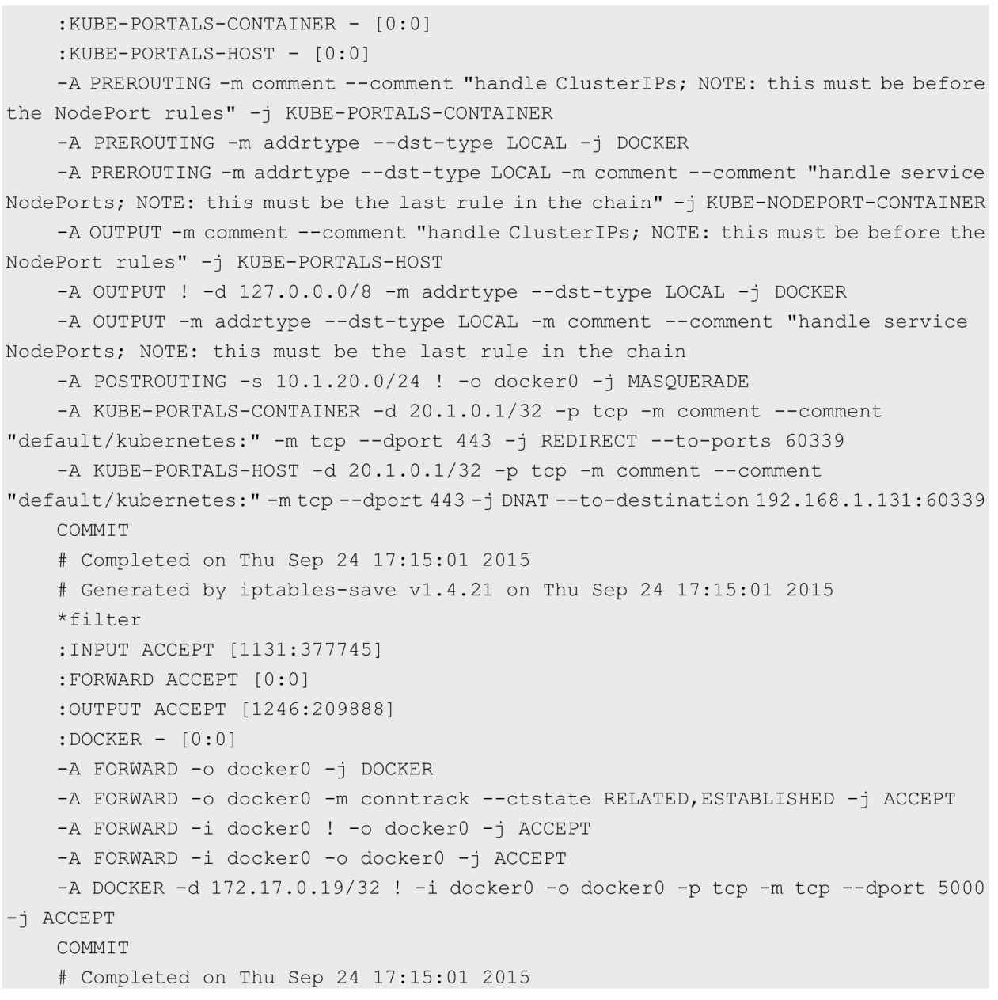 :KUBE-PORTALS-CONTAINER - [0:0]
:KUBE-PORTALS-HOST - [0:0]
-A PREROUTING -m comment --comment "handle ClusterIPs; NOTE: this must be before
the NodePort rules" -j KUBE-PORTALS-CONTAINER
-A PREROUTING -m addrtype --dst-type LOCAL -j DOCKER
-A PREROUTING -m addrtype --dst-type LOCAL -m comment --comment "handle service
NodePorts; NOTE: this must be the last rule in the chain" -j KUBE-NODEPORT-CONTAINER
-A OUTPUT -m comment --comment "handle ClusterIPs; NOTE: this must be before the
NodePort rules" -j KUBE-PORTALS-HOST
-A OUTPUT ! -d 127.0.0.0/8 -m addrtype --dst-type LOCAL -j DOCKER
-A OUTPUT -m addrtype --dst-type LOCAL -m comment --comment "handle service
NodePorts; NOTE: this must be the last rule in the chain
-A POSTROUTING -s 10.1.20.0/24 ! -o docker0 -j MASQUERADE
-A KUBE-PORTALS-CONTAINER -d 20.1.0.1/32 -p tcp -m comment --comment
"default/kubernetes:" -m tcp --dport 443 -j REDIRECT --to-ports 60339
-A KUBE-PORTALS-HOST -d 20.1.0.1/32 -p tcp -m comment --comment
"default/kubernetes:" -m tcp --dport 443 -j DNAT --to-destination 192.168.1.131:60339
COMMIT
# Completed on Thu Sep 24 17:15:01 2015
# Generated by iptables-save v1.4.21 on Thu Sep 24 17:15:01 2015
*filter
:INPUT ACCEPT [1131:377745]
:FORWARD ACCEPT [0:0]
:OUTPUT ACCEPT [1246:209888]
:DOCKER - [0:0]
-A FORWARD -o docker0 -j DOCKER
-A FORWARD -o docker0 -m conntrack --ctstate RELATED,ESTABLISHED -j ACCEPT
-A FORWARD -i docker0 ! -o docker0 -j ACCEPT
-A FORWARD -i docker0 -o docker0 -j ACCEPT
-A DOCKER -d 172.17.0.19/32 ! -i docker0 -o docker0 -p tcp -m tcp --dport 5000
-j ACCEPT
COMMIT
# Completed on Thu Sep 24 17:15:01 2015